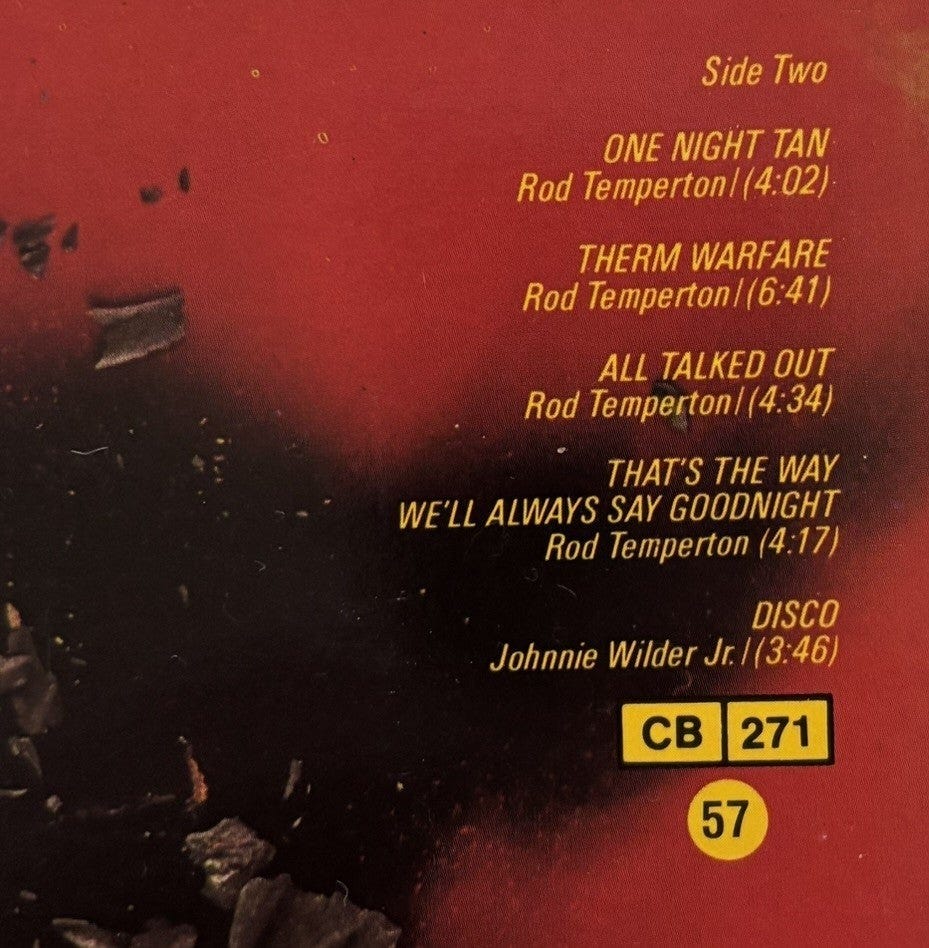 Side Two
ONE NIGHT TAN
Rod Temperton/(4:02)
THERM WARFARE
Rod Temperton/(6:41)
ALL TALKED OUT
Rod Temperton/(4:34)
THAT'S THE WAY
WE'LL ALWAYS SAY GOODNIGHT
Rod Temperton (4:17)
DISCO
Johnnie Wilder Jr./(3:46)
CB 271
57